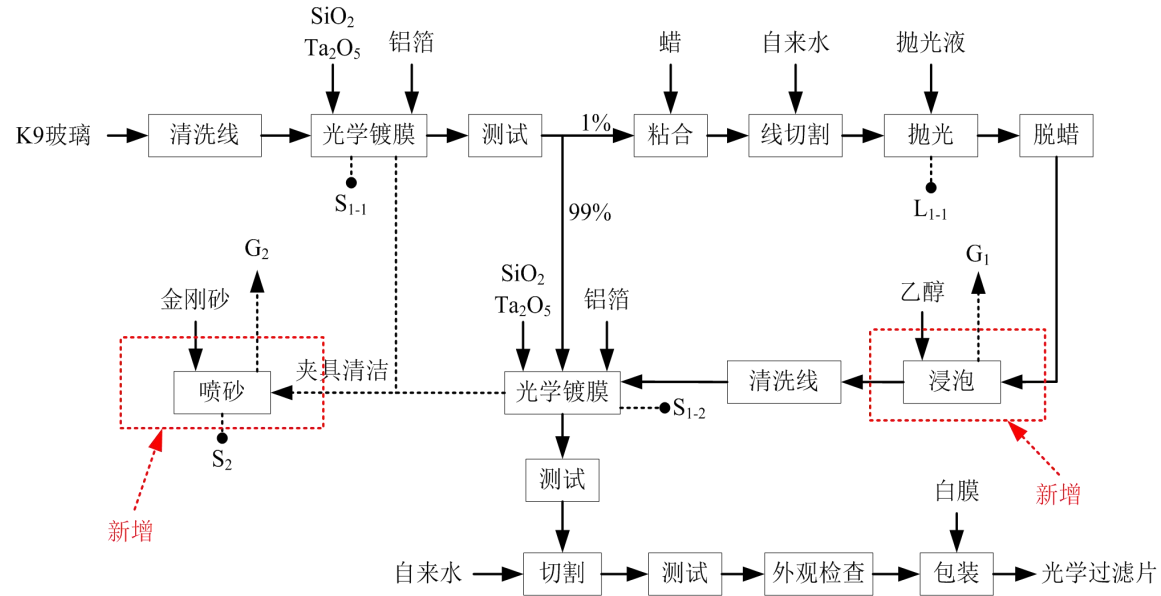 SiO₂
Ta₂O₅
铝箔
蜡
自来水
抛光液
K9玻璃
清洗线
光学镀膜
测试
1%
粘合
线切割
抛光
脱蜡
S₁₋₁
L₁₋₁
99%
G₂
G₁
金刚砂
SiO₂
Ta₂O₅
铝箔
乙醇
喷砂
夹具清洁
光学镀膜
清洗线
浸泡
S₁₋₂
S₂
新增
测试
新增
白膜
自来水
切割
测试
外观检查
包装
光学过滤片